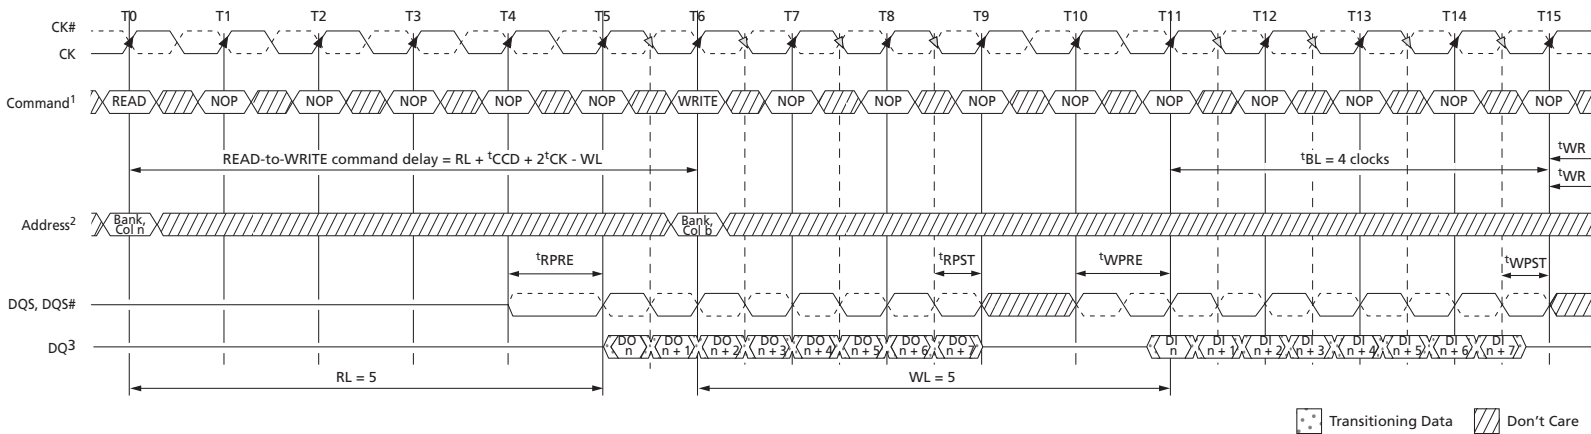 T0 T1 T2 T3 T4 T5 T6 T7 T8 T9 T10 T11 T12 T13 T14 T15
CK#
CK
Command1 READ NOP NOP NOP NOP NOP WRITE NOP NOP NOP NOP NOP NOP NOP NOP NOP
READ-to-WRITE command delay = RL + tCCD + 2tCK - WL
tBL = 4 clocks
tWR
tWR
Address2
Bank, Col n
Bank, Col b
tRPRE tRPST tWPRE tWPST
DQS, DQS#
DQ3
DO n DO n + 1 DO n + 2 DO n + 3 DO n + 4 DO n + 5 DO n + 6 DO n + 7 DI n DI n + 1 DI n + 2 DI n + 3 DI n + 4 DI n + 5 DI n + 6 DI n + 7
RL = 5 WL = 5
Transitioning Data Don't Care